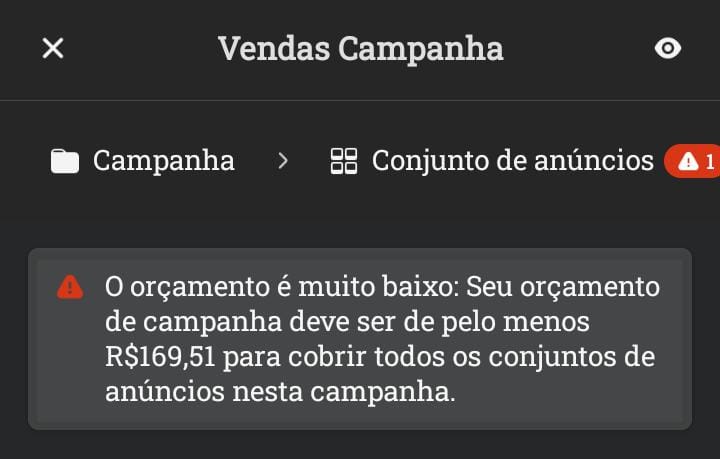 Vendas Campanha
Campanha > Conjunto de anúncios 1
O orçamento é muito baixo: Seu orçamento
de campanha deve ser de pelo menos
R$169,51 para cobrir todos os conjuntos de
anúncios nesta campanha.